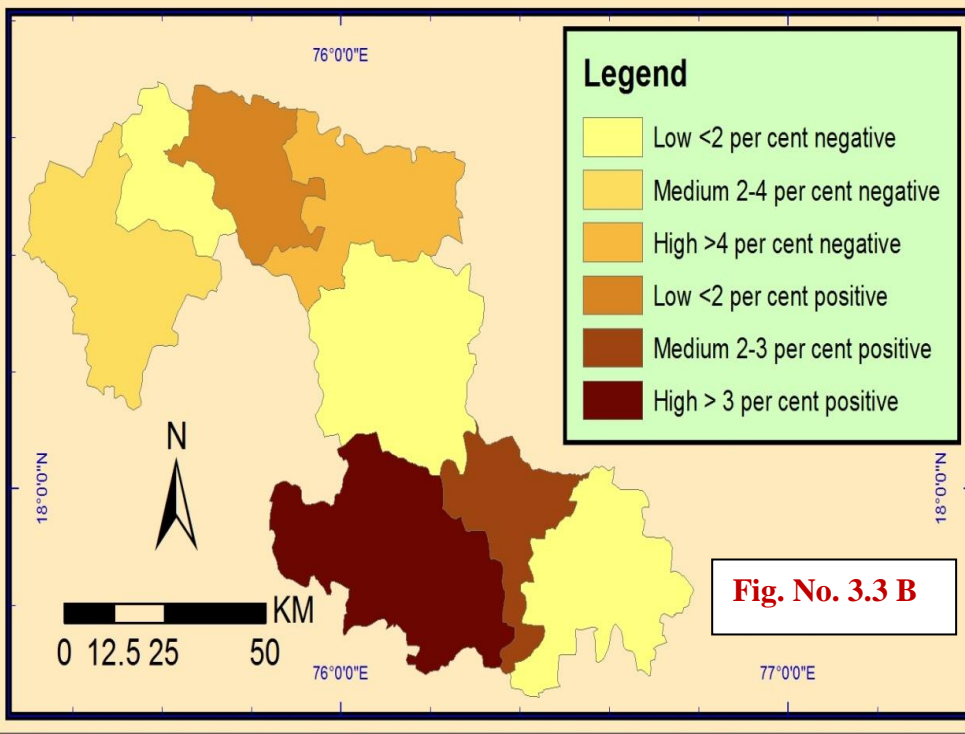 76°0'0"E
Legend
Low <2 per cent negative
Medium 2-4 per cent negative
High >4 per cent negative
Low <2 per cent positive
Medium 2-3 per cent positive
High > 3 per cent positive
N
18°0'0"N
18°0'0"N
Fig. No. 3.3 B
KM
0 12.5 25 50
76°0'0"E
77°0'0"E